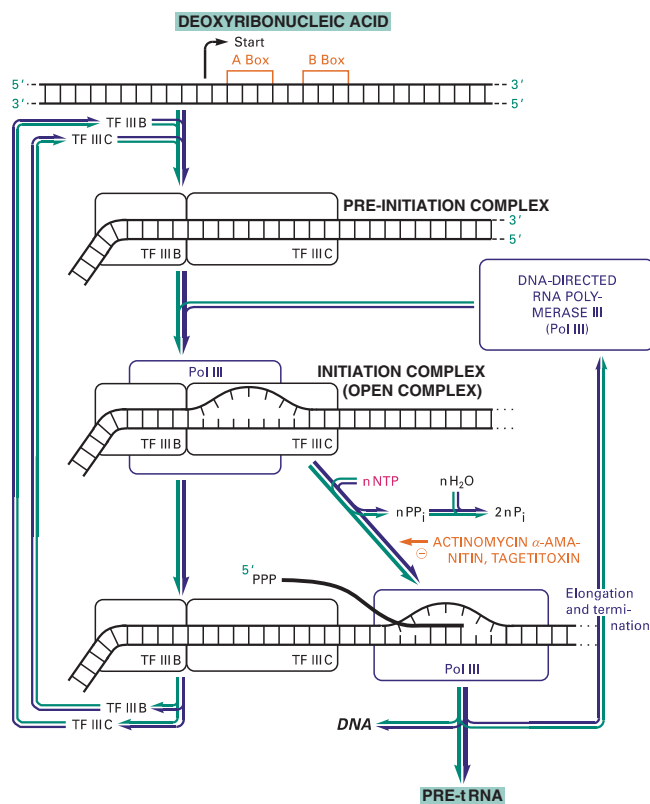 DEOXYRIBONUCLEIC ACID
Start
A Box
B Box
5′
3′
3′
5′
TF III B
TF III C
PRE-INITIATION COMPLEX
3′
5′
TF III B
TF III C
DNA-DIRECTED
RNA POLY-
MERASE III
(Pol III)
Pol III
INITIATION COMPLEX
(OPEN COMPLEX)
TF III B
TF III C
n NTP
n H₂O
n PPᵢ
2 n Pᵢ
⊖
ACTINOMYCIN α-AMA-
NITIN, TAGETITOXIN
5′
PPP
Elongation
and termi-
nation
TF III B
TF III C
Pol III
TF III B
TF III C
DNA
PRE-tRNA